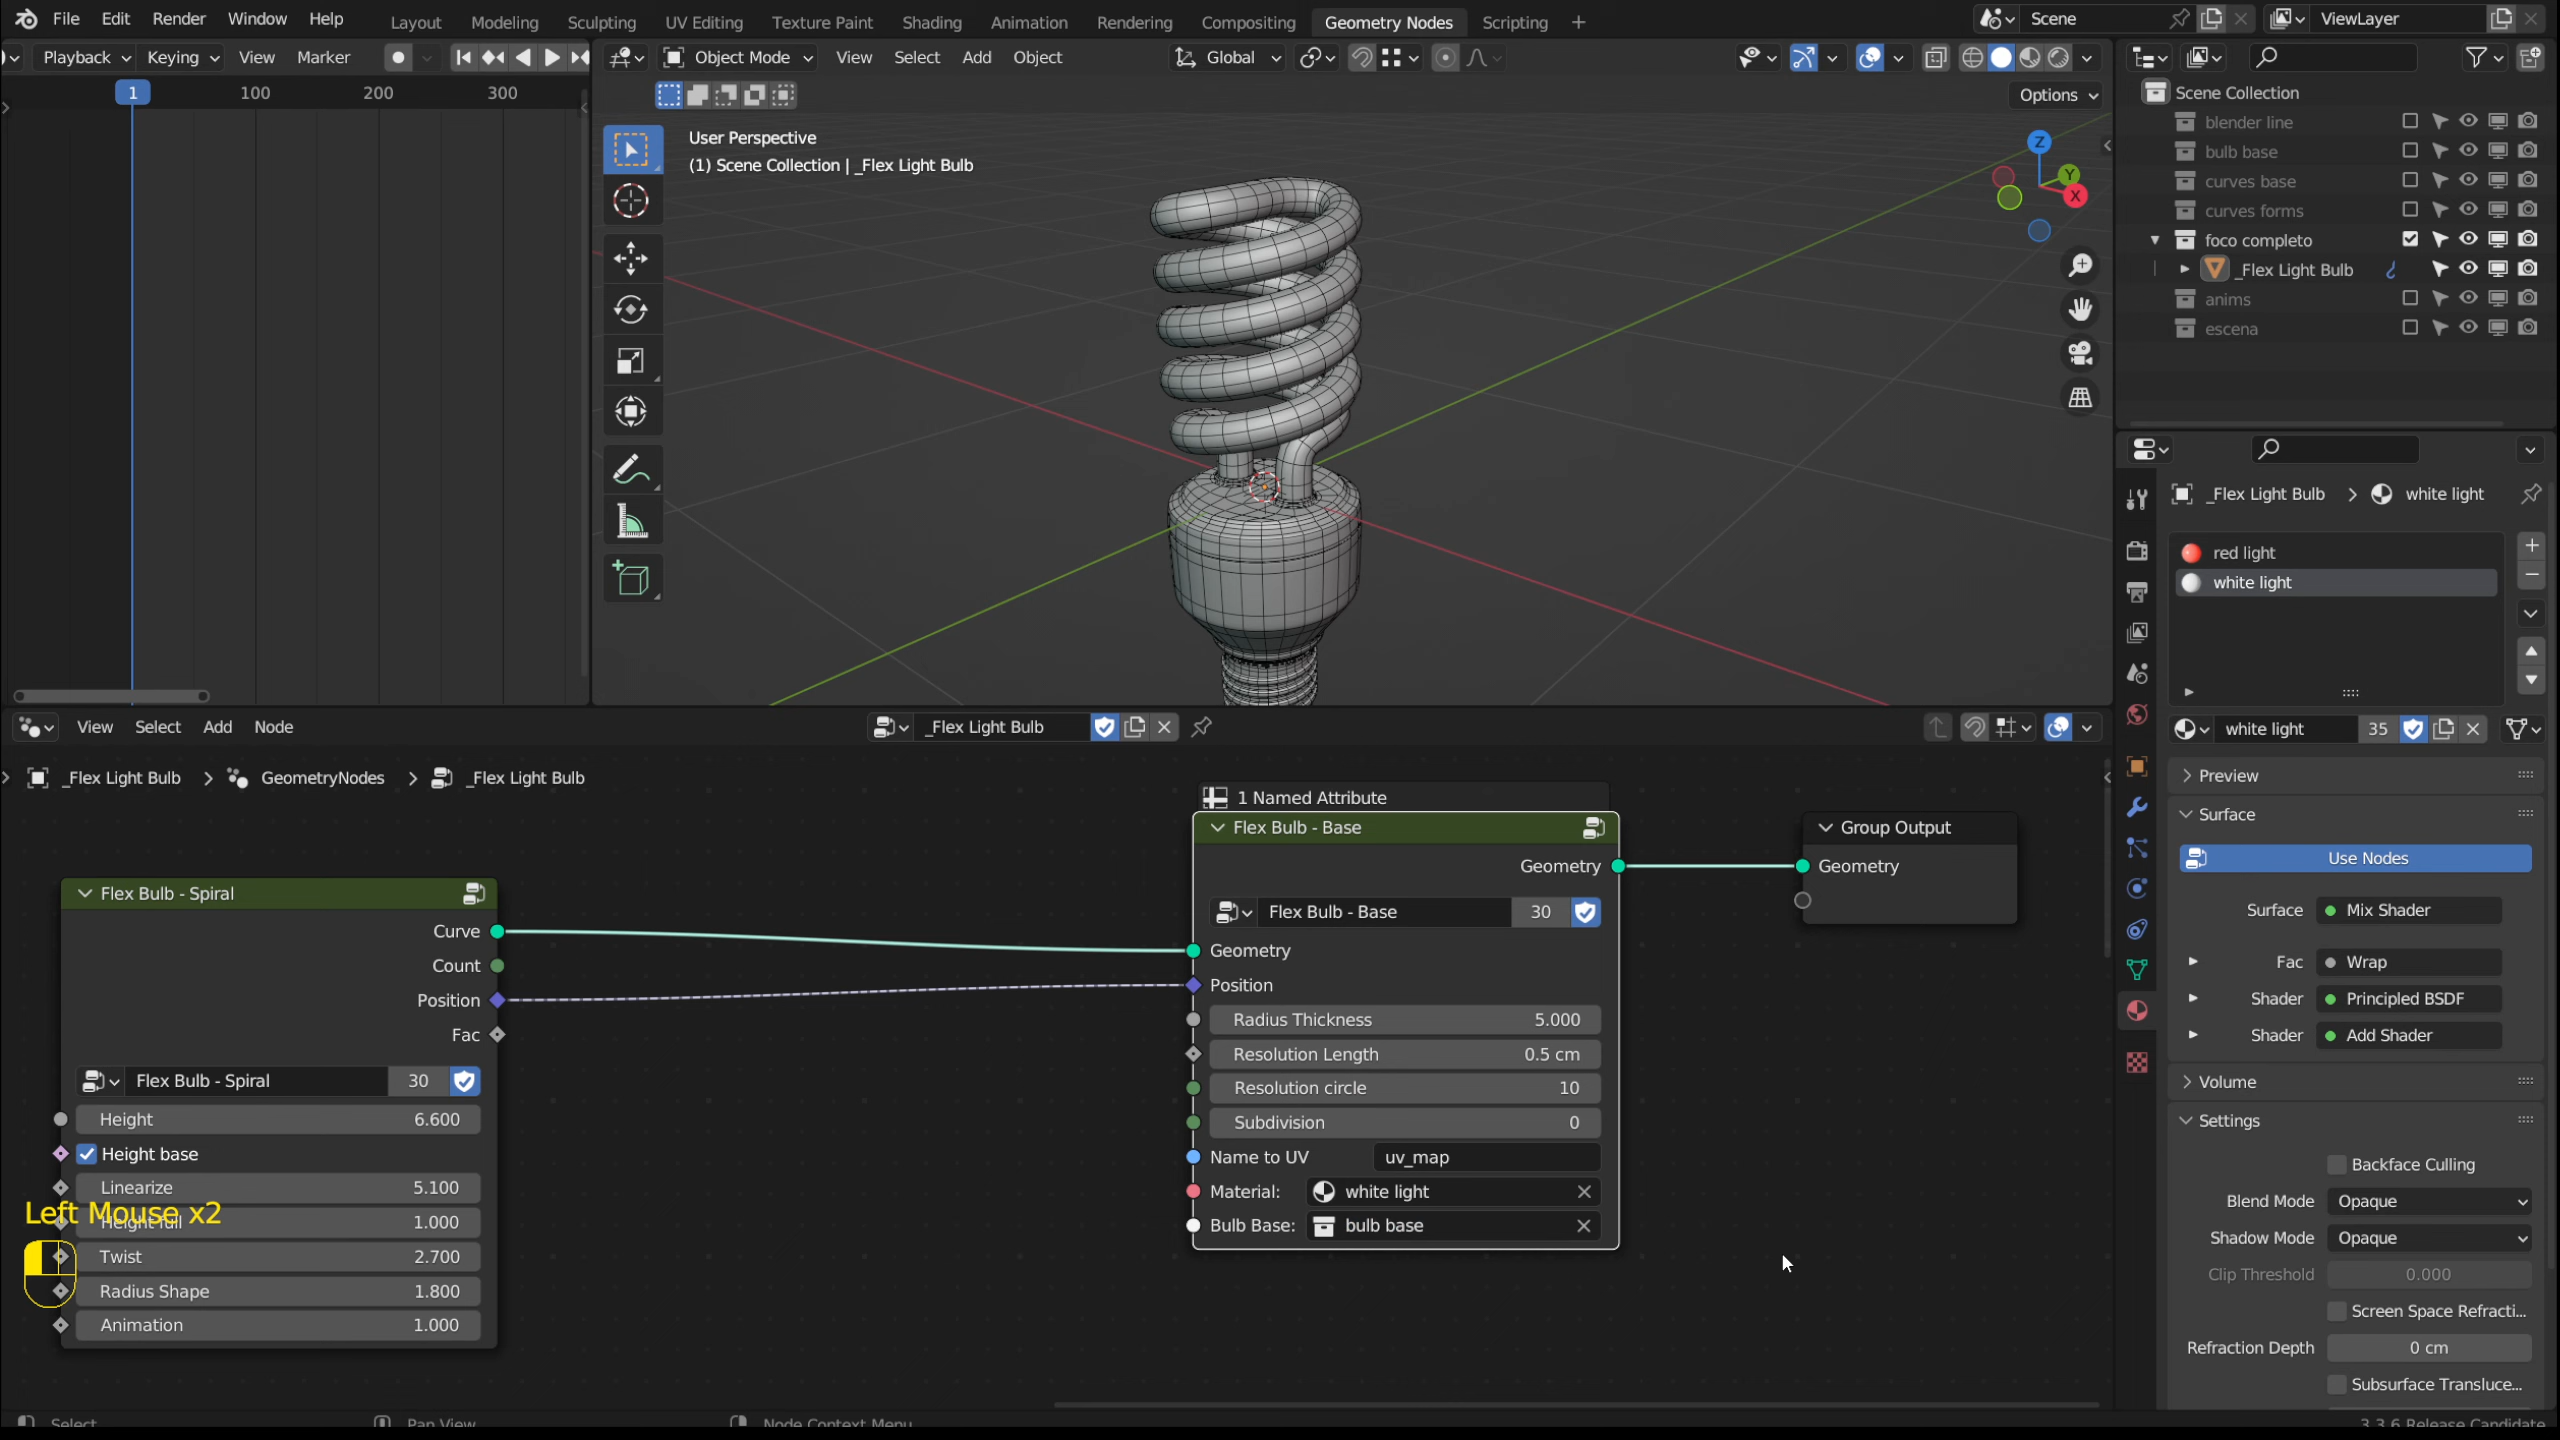 File Edit Render Window Help
Layout Modeling Sculpting UV Editing Texture Paint Shading Animation Rendering Compositing Geometry Nodes Scripting
Scene
ViewLayer
Playback Keying View Marker
Object Mode View Select Add Object
Global
1 100 200 300
Options
User Perspective
(1) Scene Collection | _Flex Light Bulb
Z
Y
X
Scene Collection
blender line
bulb base
curves base
curves forms
foco completo
_Flex Light Bulb
anims
escena
_Flex Light Bulb white light
red light
white light
white light 35
Preview
Surface
Use Nodes
Surface Mix Shader
Fac Wrap
Shader Principled BSDF
Shader Add Shader
Volume
Settings
Backface Culling
Blend Mode Opaque
Shadow Mode Opaque
Clip Threshold 0.000
Screen Space Refracti...
Refraction Depth 0 cm
Subsurface Transluce...
View Select Add Node
_Flex Light Bulb
_Flex Light Bulb GeometryNodes _Flex Light Bulb
Flex Bulb - Spiral
Curve
Count
Position
Fac
Flex Bulb - Spiral 30
Height 6.600
Height base
Linearize 5.100
Height full 1.000
Twist 2.700
Radius Shape 1.800
Animation 1.000
Left Mouse x2
1 Named Attribute
Flex Bulb - Base
Geometry
Flex Bulb - Base 30
Geometry
Position
Radius Thickness 5.000
Resolution Length 0.5 cm
Resolution circle 10
Subdivision 0
Name to UV uv_map
Material: white light
Bulb Base: bulb base
Group Output
Geometry
Select
Pan View
Node Context Menu
3.3.6 Release Candidate